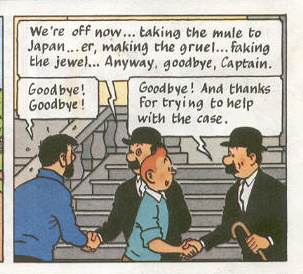 We're off now... taking the mule to
Japan...er, making the gruel...faking
the jewel... Anyway, goodbye, Captain.
Goodbye!
Goodbye!
Goodbye! And thanks
for trying to help
with the case.